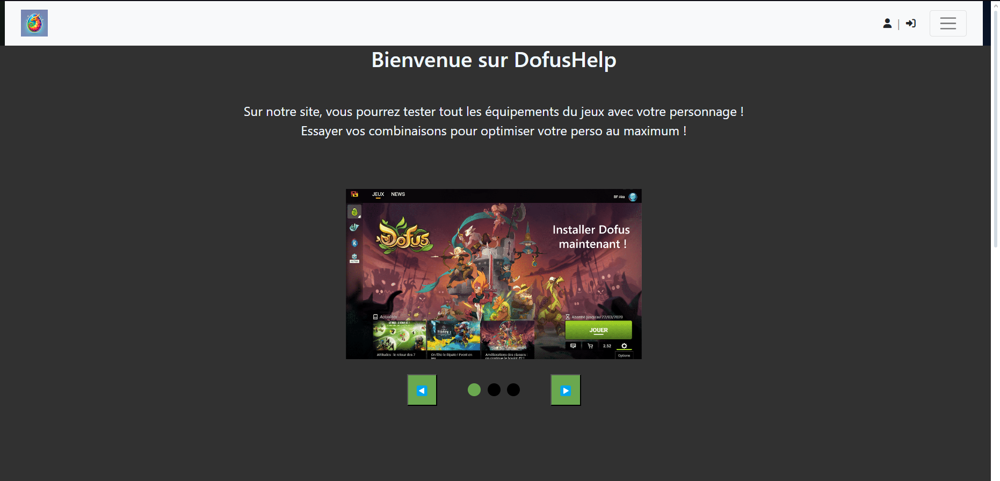 |
Bienvenue sur DofusHelp
Sur notre site, vous pourrez tester tout les équipements du jeux avec votre personnage !
Essayer vos combinaisons pour optimiser votre perso au maximum !
JEUX NEWS
BF Aka
Dofus
Installer Dofus
maintenant !
K
ALPHA
Actualités
Abonné jusqu'au 22/03/2020
RIPATE !
JOUER
2.52
Attitudes : le retour des 7
On fête le Ripate ! Event en
jeu
Améliorations des classes :
on continue le boulot #2 !
Options